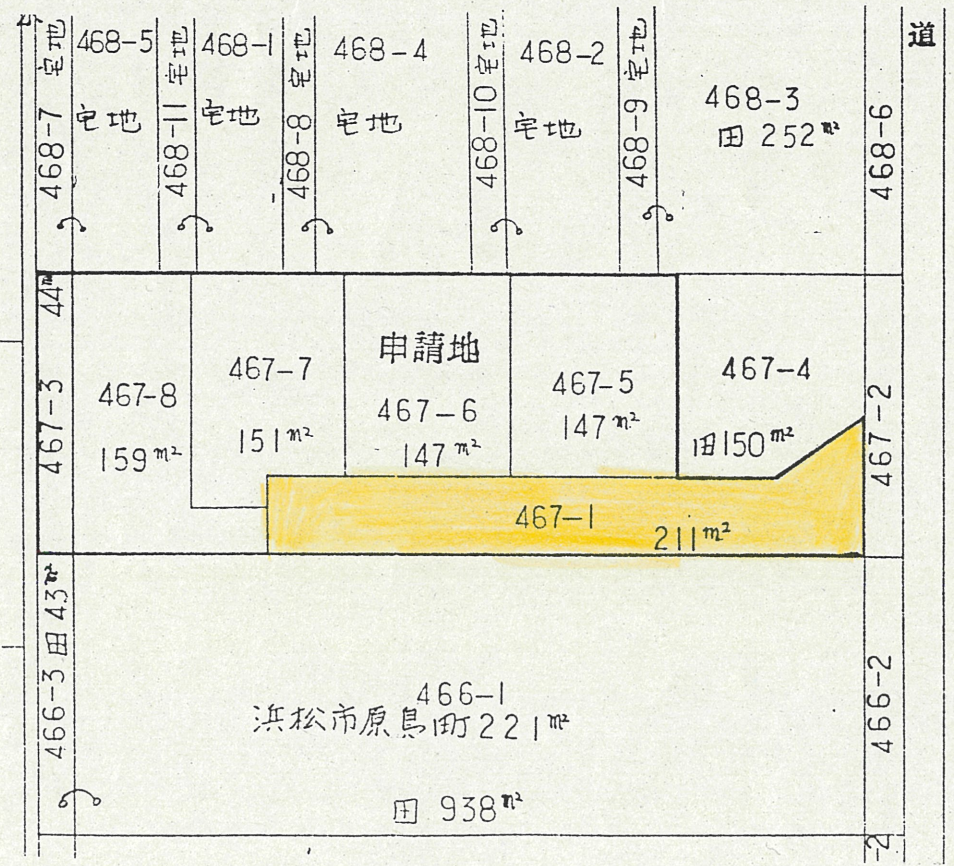 道
468-7 宅地
468-5
宅地
468-11 宅地
468-1
宅地
468-8 宅地
468-4
宅地
468-10 宅地
468-2
宅地
468-9 宅地
468-3
田 252㎡
468-6
467-3 44㎡
467-8
159㎡
467-7
151㎡
申請地
467-6
147㎡
467-5
147㎡
467-4
田150㎡
467-2
467-1
211㎡
466-3 田 43㎡
466-1
浜松市原島町221㎡
田 938㎡
466-2
-2